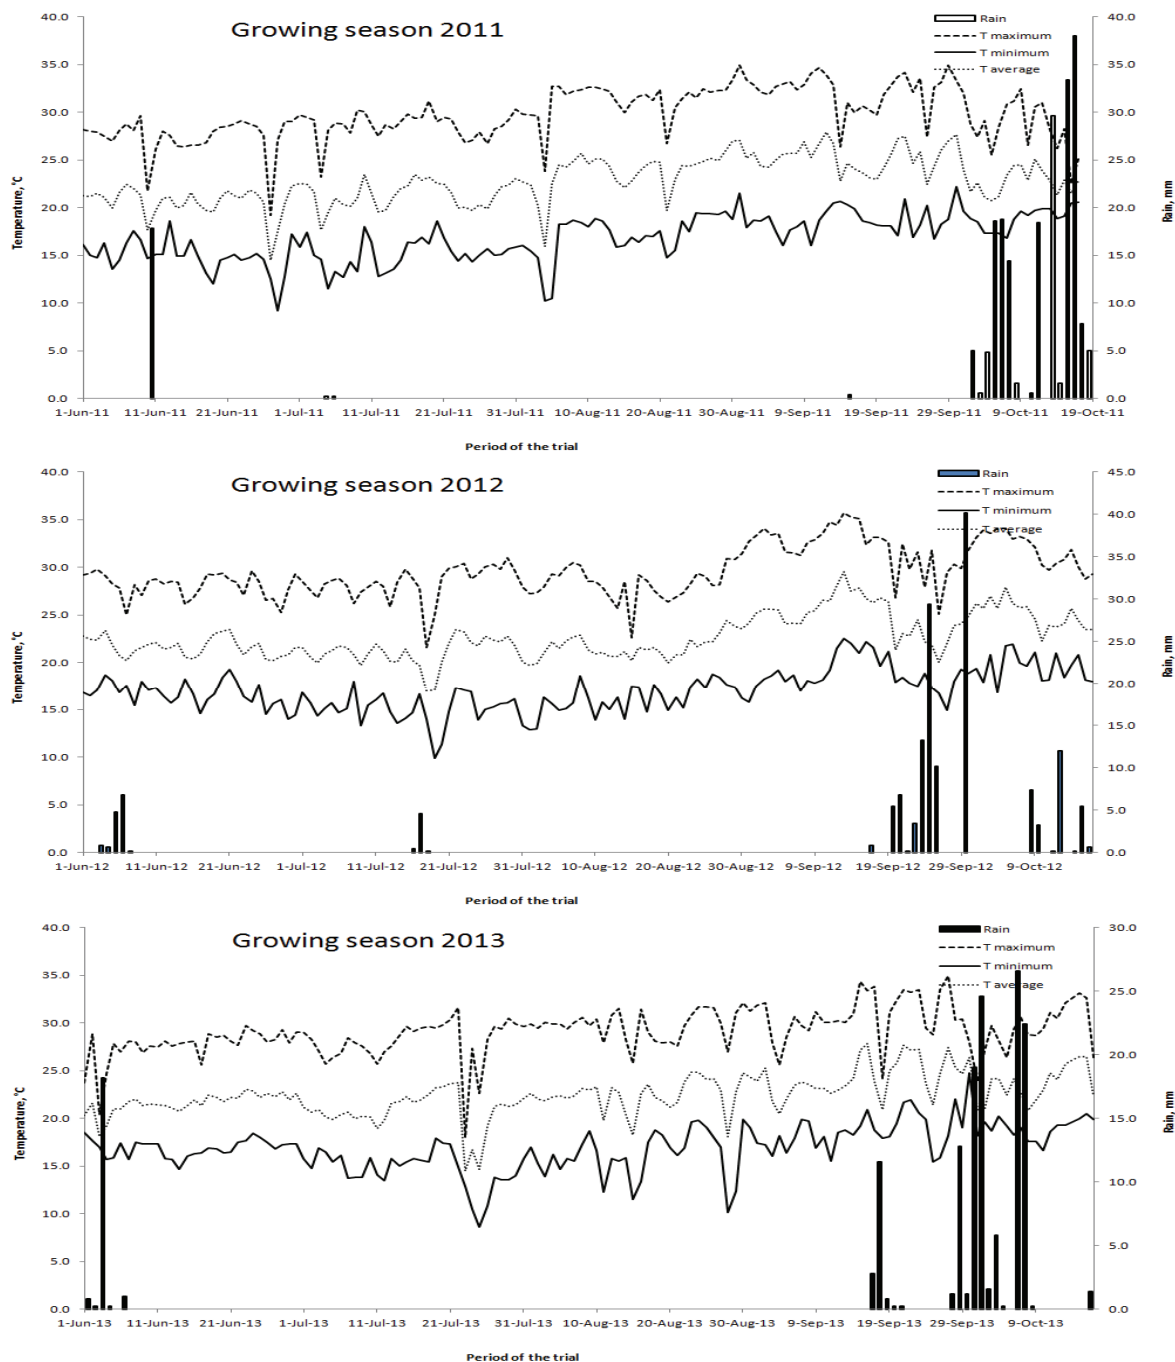 Growing season 2011
Rain
T maximum
T minimum
T average
40.0
35.0
30.0
25.0
20.0
15.0
10.0
5.0
0.0
Temperature, °C
40.0
35.0
30.0
25.0
20.0
15.0
10.0
5.0
0.0
Rain, mm
1-Jun-11 11-Jun-11 21-Jun-11 1-Jul-11 11-Jul-11 21-Jul-11 31-Jul-11 10-Aug-11 20-Aug-11 30-Aug-11 9-Sep-11 19-Sep-11 29-Sep-11 9-Oct-11 19-Oct-11
Period of the trial
Growing season 2012
Rain
T maximum
T minimum
T average
40.0
35.0
30.0
25.0
20.0
15.0
10.0
5.0
0.0
Temperature, °C
45.0
40.0
35.0
30.0
25.0
20.0
15.0
10.0
5.0
0.0
Rain, mm
1-Jun-12 11-Jun-12 21-Jun-12 1-Jul-12 11-Jul-12 21-Jul-12 31-Jul-12 10-Aug-12 20-Aug-12 30-Aug-12 9-Sep-12 19-Sep-12 29-Sep-12 9-Oct-12
Period of the trial
Growing season 2013
Rain
T maximum
T minimum
T average
40.0
35.0
30.0
25.0
20.0
15.0
10.0
5.0
0.0
Temperature, °C
30.0
25.0
20.0
15.0
10.0
5.0
0.0
Rain, mm
1-Jun-13 11-Jun-13 21-Jun-13 1-Jul-13 11-Jul-13 21-Jul-13 31-Jul-13 10-Aug-13 20-Aug-13 30-Aug-13 9-Sep-13 19-Sep-13 29-Sep-13 9-Oct-13
Period of the trial